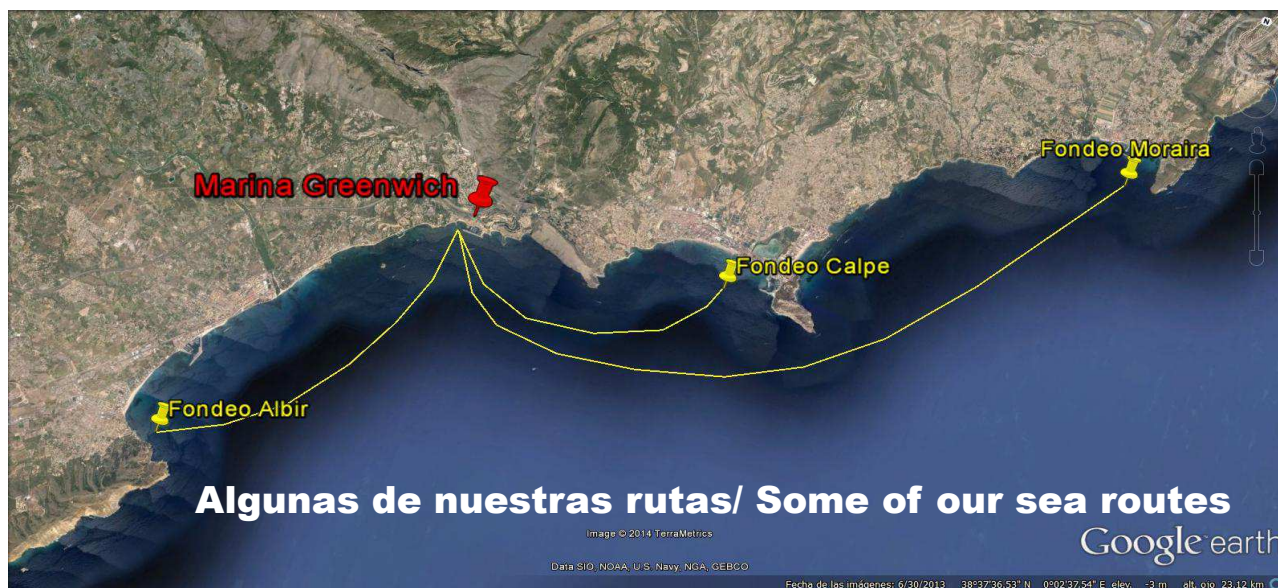 Fondeo Moraira
Marina Greenwich
Fondeo Calpe
Fondeo Albir
Algunas de nuestras rutas/ Some of our sea routes
Image © 2014 TerraMetrics
Google earth
Data SIO, NOAA, U.S. Navy, NGA, GEBCO
Fecha de las imágenes: 6/30/2013 38°37'36.53" N 0°02'37.54" E elev. -3 m alt. ojo 23.12 km
N